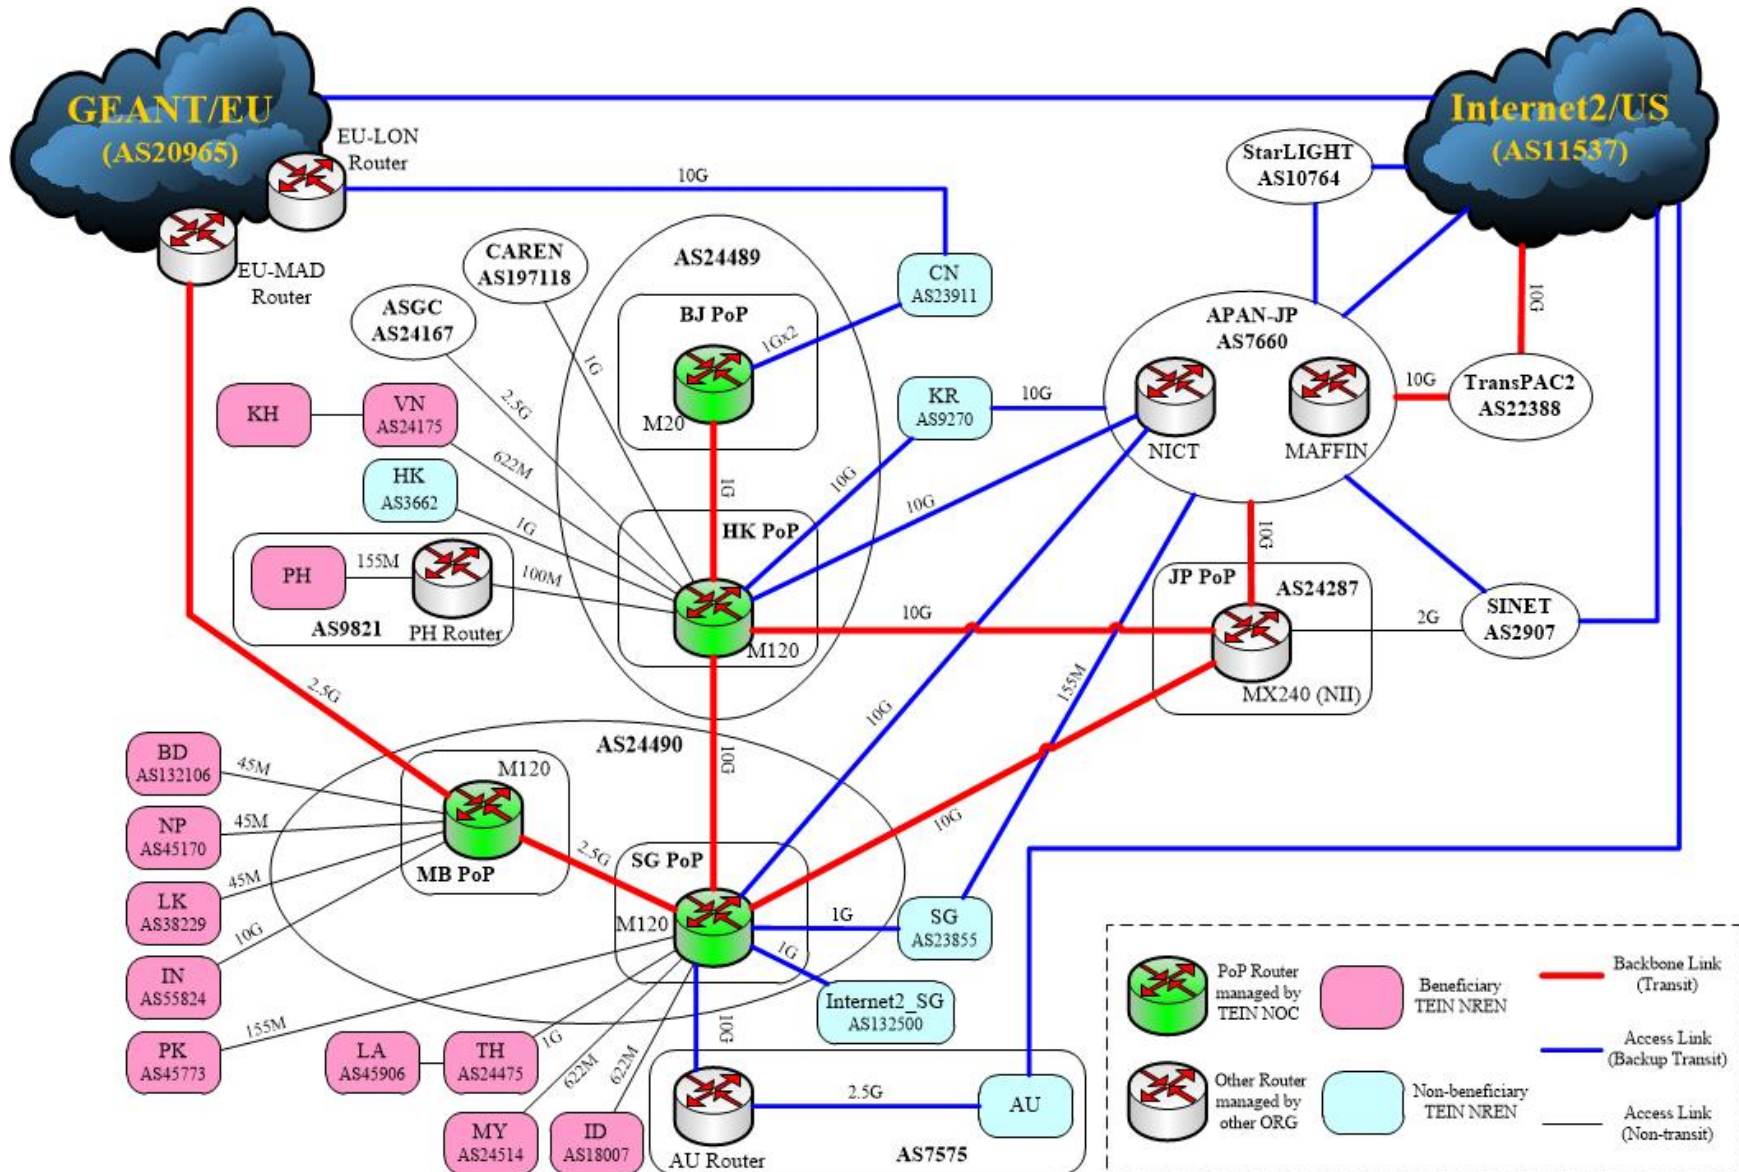 GEANT/EU
(AS20965)
EU-LON
Router
EU-MAD
Router
Internet2/US
(AS11537)
StarLIGHT
AS10764
10G
CAREN
AS197118
AS24489
CN
AS23911
ASGC
AS24167
BJ PoP
1Gx2
M20
1G
2.5G
10G
APAN-JP
AS7660
NICT
MAFFIN
10G
TransPAC2
AS22388
KH
VN
AS24175
622M
KR
AS9270
10G
10G
10G
HK
AS3662
1G
1G
HK PoP
M120
PH
155M
PH Router
AS9821
100M
10G
10G
JP PoP
AS24287
MX240 (NII)
2G
SINET
AS2907
155M
2.5G
10G
10G
10G
AS24490
M120
MB PoP
2.5G
BD
AS132106
45M
NP
AS45170
45M
LK
AS38229
45M
IN
AS55824
10G
PK
AS45773
155M
SG PoP
M120
1G
SG
AS23855
1G
Internet2_SG
AS132500
LA
AS45906
TH
AS24475
1G
MY
AS24514
622M
ID
AS18007
622M
10G
AU Router
2.5G
AU
AS7575
PoP Router
managed by
TEIN NOC
Beneficiary
TEIN NREN
Backbone Link
(Transit)
Access Link
(Backup Transit)
Other Router
managed by
other ORG
Non-beneficiary
TEIN NREN
Access Link
(Non-transit)